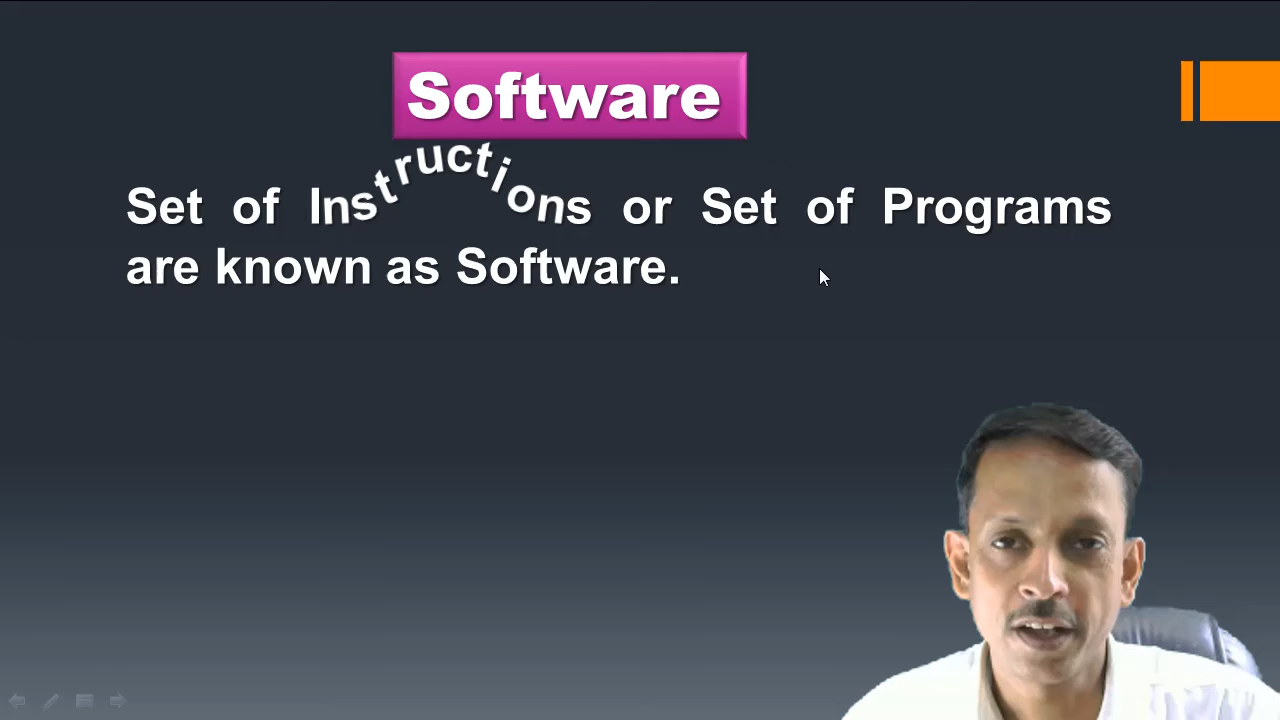 Software
Set of Instructions or Set of Programs
are known as Software.